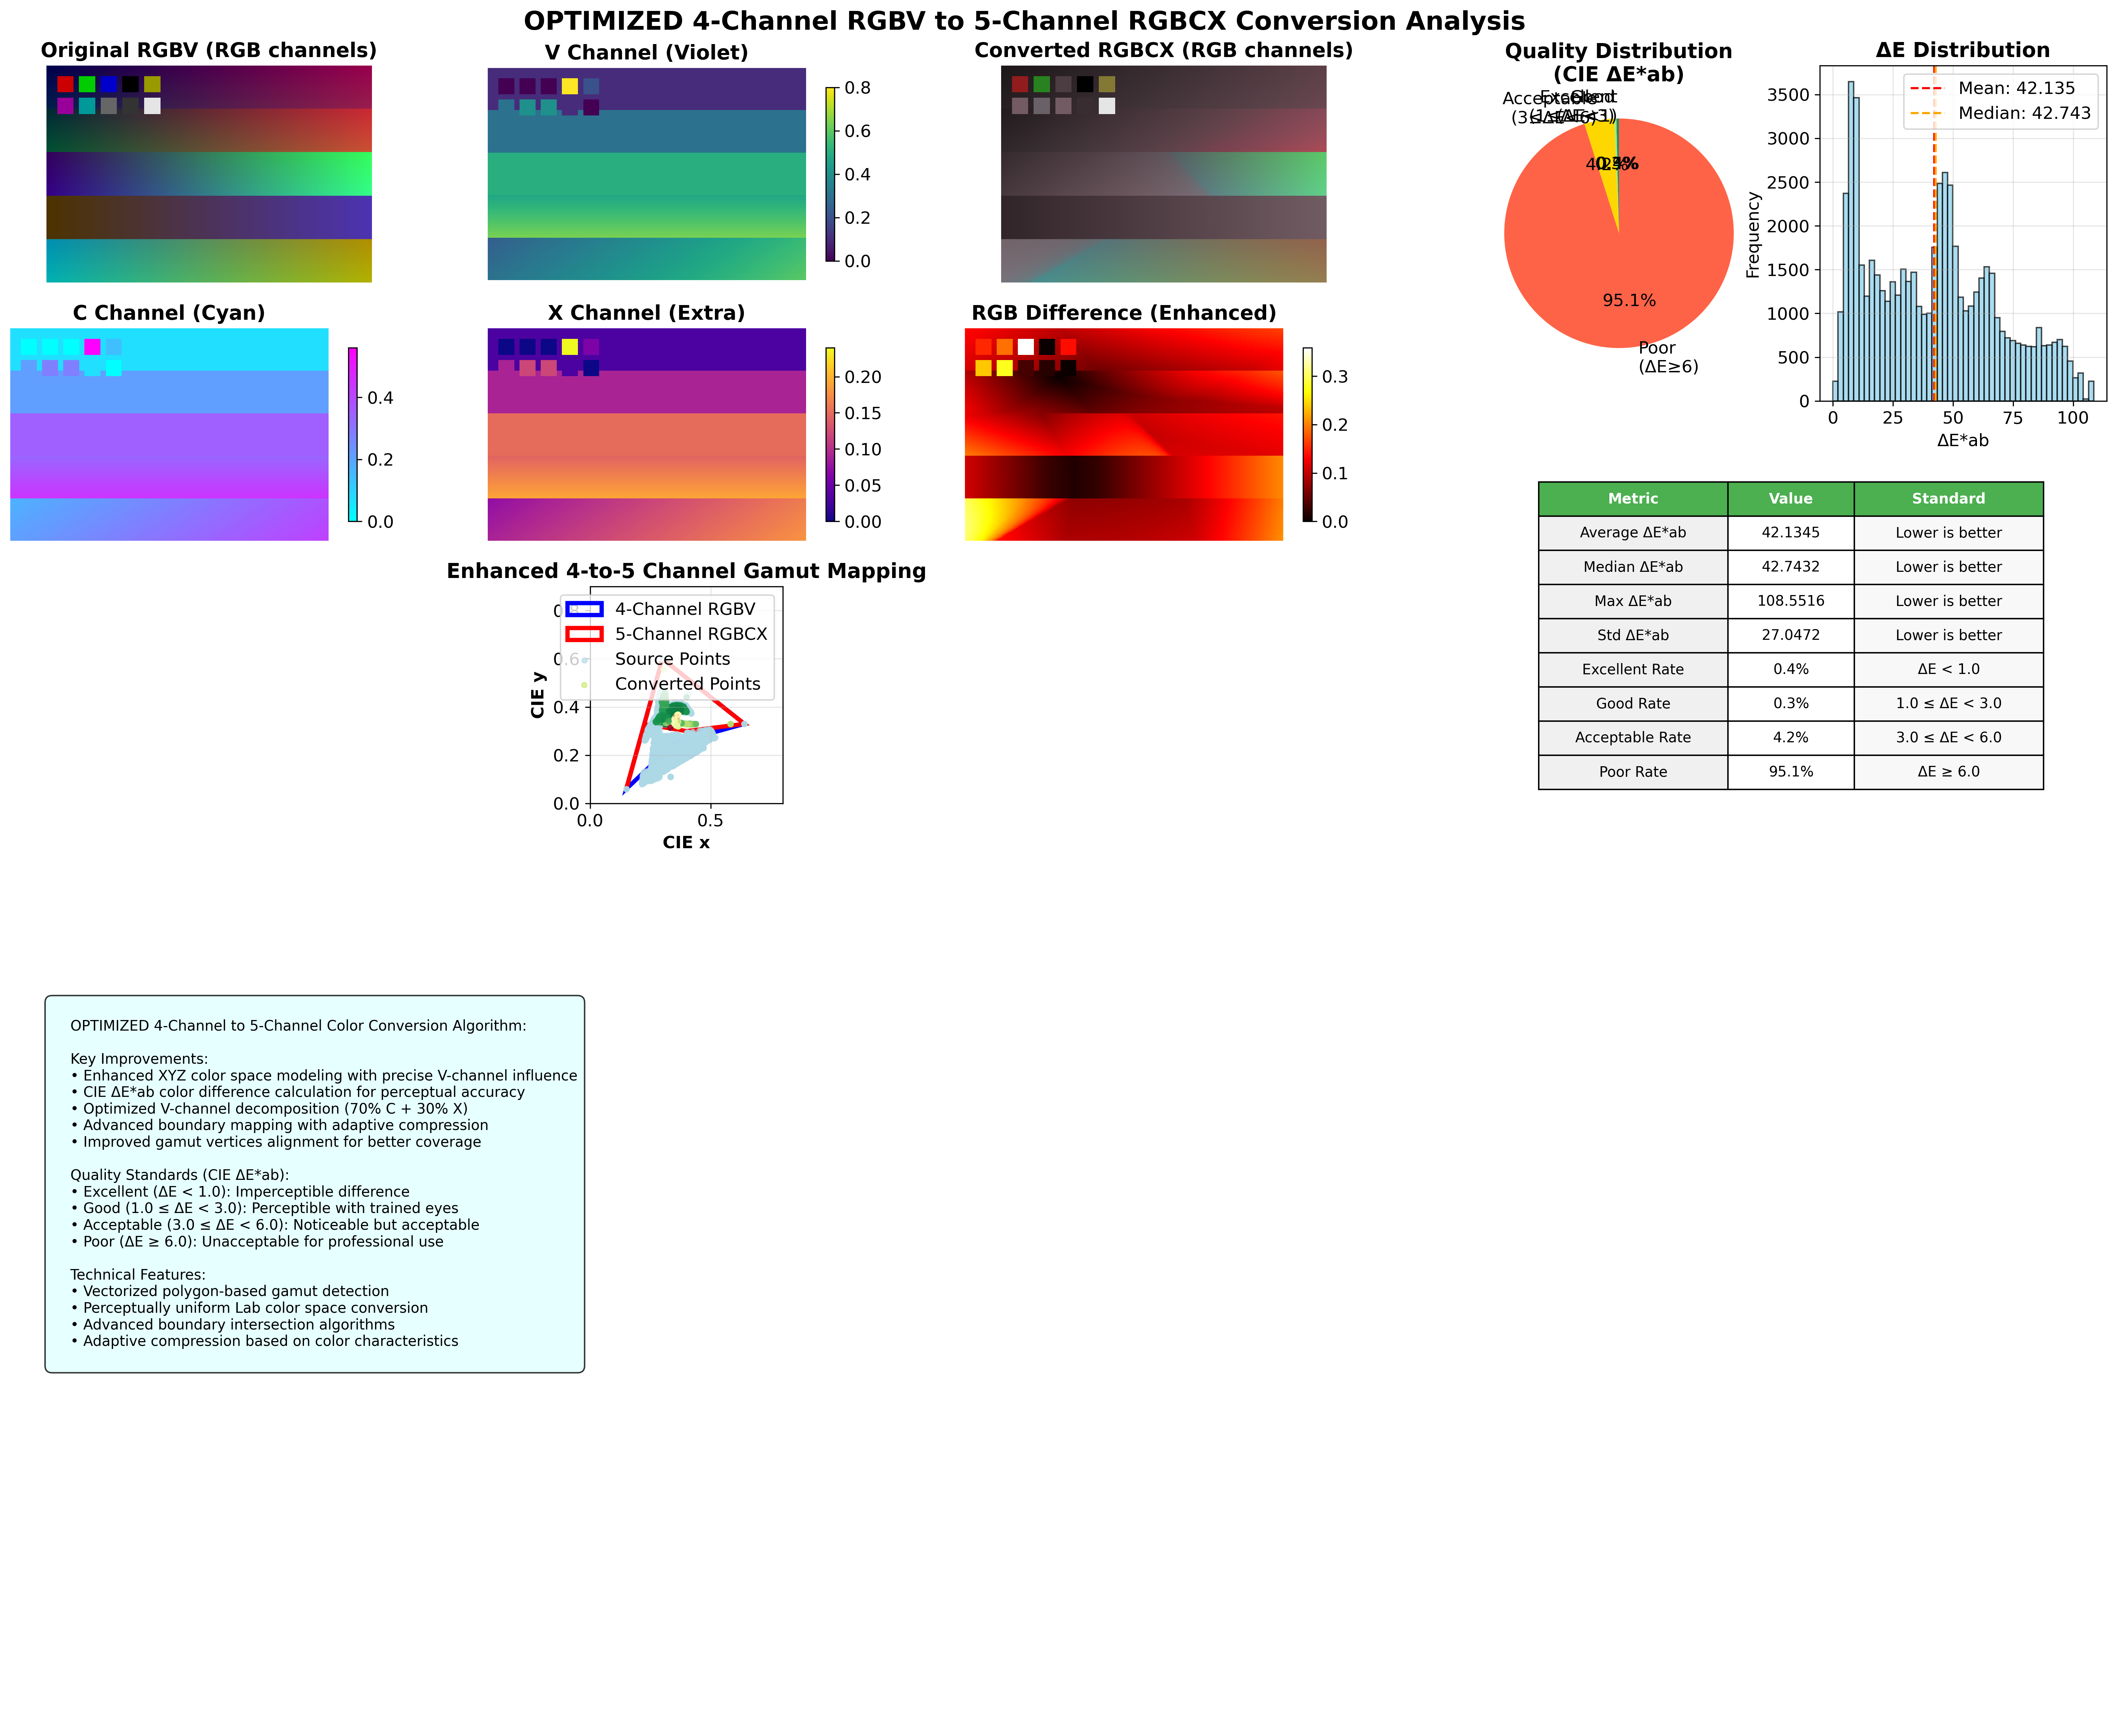 OPTIMIZED 4-Channel RGBV to 5-Channel RGBCX Conversion Analysis
Original RGBV (RGB channels)
V Channel (Violet)
0.8
0.6
0.4
0.2
0.0
Converted RGBCX (RGB channels)
Quality Distribution
(CIE ΔE*ab)
Acceptable
(3≤ΔE<6)
Excellent
Good
95.1%
Poor
(ΔE≥6)
ΔE Distribution
Mean: 42.135
Median: 42.743
Frequency
3500
3000
2500
2000
1500
1000
500
0
0 25 50 75 100
ΔE*ab
C Channel (Cyan)
0.4
0.2
0.0
X Channel (Extra)
0.20
0.15
0.10
0.05
0.00
RGB Difference (Enhanced)
0.3
0.2
0.1
0.0
Metric Value Standard
Average ΔE*ab 42.1345 Lower is better
Median ΔE*ab 42.7432 Lower is better
Max ΔE*ab 108.5516 Lower is better
Std ΔE*ab 27.0472 Lower is better
Excellent Rate 0.4% ΔE < 1.0
Good Rate 0.3% 1.0 ≤ ΔE < 3.0
Acceptable Rate 4.2% 3.0 ≤ ΔE < 6.0
Poor Rate 95.1% ΔE ≥ 6.0
Enhanced 4-to-5 Channel Gamut Mapping
4-Channel RGBV
5-Channel RGBCX
Source Points
Converted Points
CIE y
0.8
0.6
0.4
0.2
0.0
0.0 0.5
CIE x
OPTIMIZED 4-Channel to 5-Channel Color Conversion Algorithm:
Key Improvements:
• Enhanced XYZ color space modeling with precise V-channel influence
• CIE ΔE*ab color difference calculation for perceptual accuracy
• Optimized V-channel decomposition (70% C + 30% X)
• Advanced boundary mapping with adaptive compression
• Improved gamut vertices alignment for better coverage
Quality Standards (CIE ΔE*ab):
• Excellent (ΔE < 1.0): Imperceptible difference
• Good (1.0 ≤ ΔE < 3.0): Perceptible with trained eyes
• Acceptable (3.0 ≤ ΔE < 6.0): Noticeable but acceptable
• Poor (ΔE ≥ 6.0): Unacceptable for professional use
Technical Features:
• Vectorized polygon-based gamut detection
• Perceptually uniform Lab color space conversion
• Advanced boundary intersection algorithms
• Adaptive compression based on color characteristics